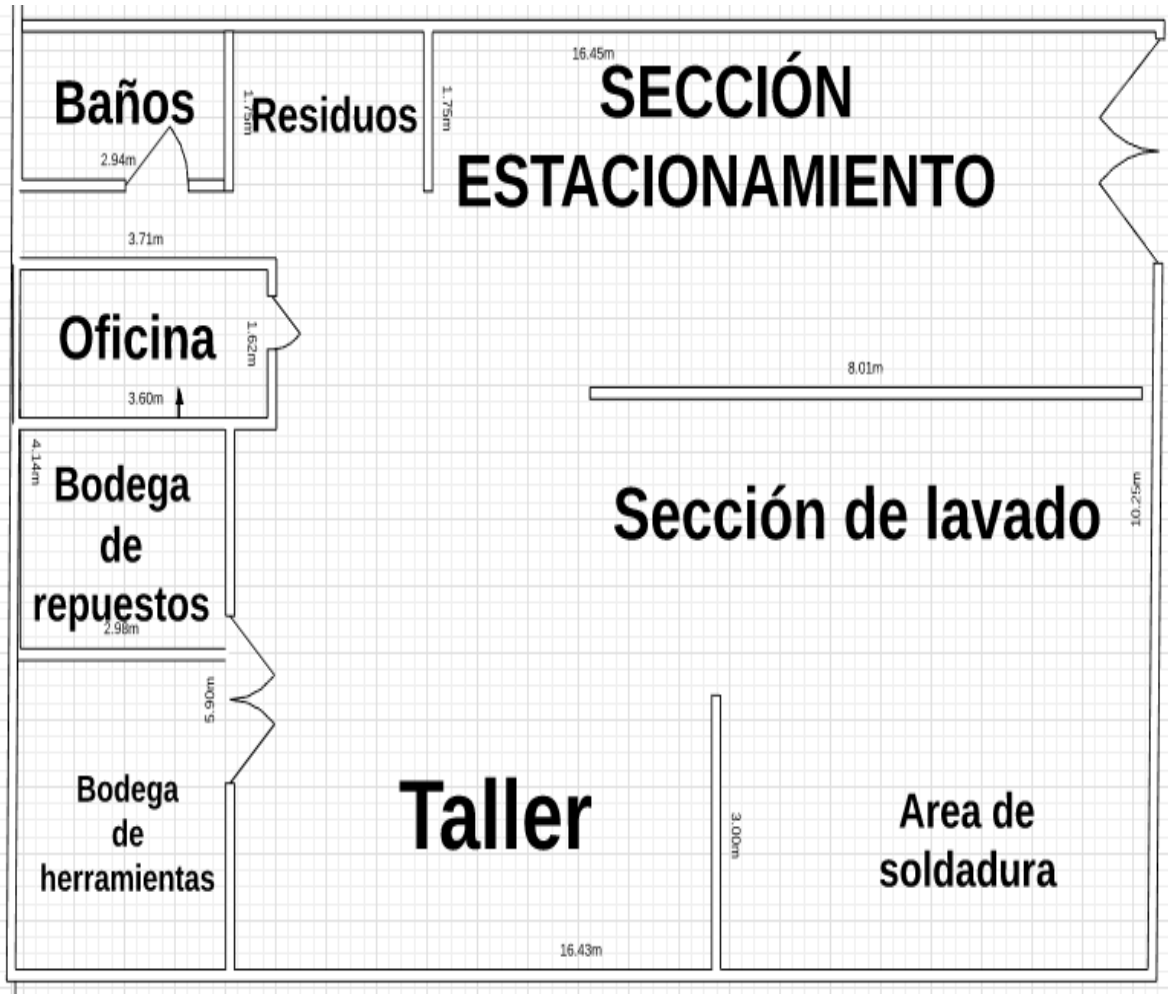 16.45m
SECCIÓN
ESTACIONAMIENTO
Baños
2.94m
1.75m
Residuos
1.75m
3.71m
Oficina
1.62m
3.60m
8.01m
4.14m
Bodega
de
repuestos
2.98m
Sección de lavado
10.25m
5.90m
Bodega
de
herramientas
Taller
3.00m
Area de
soldadura
16.43m